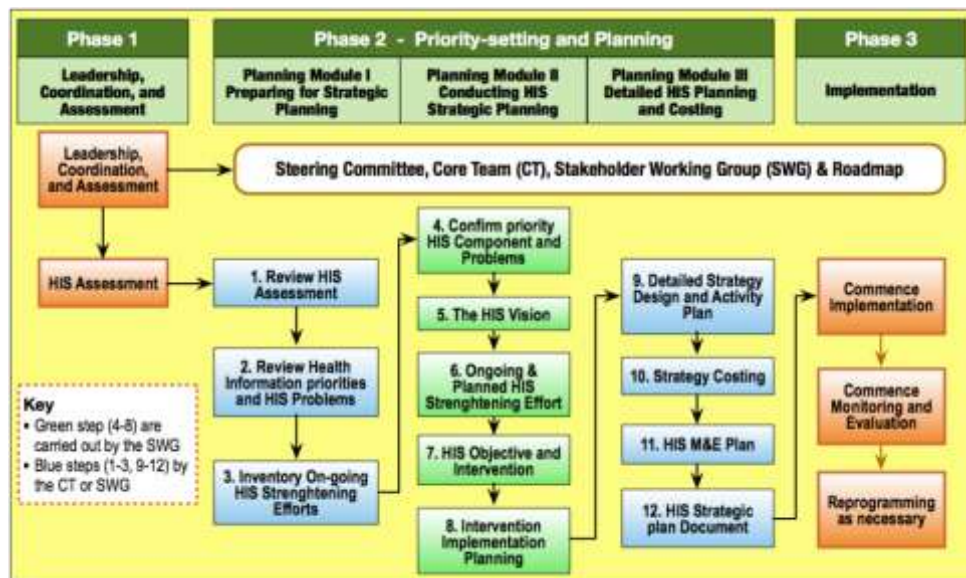 Phase 1
Phase 2 - Priority-setting and Planning
Phase 3
Leadership,
Coordination, and
Assessment
Planning Module I
Preparing for Strategic
Planning
Planning Module II
Conducting HIS
Strategic Planning
Planning Module III
Detailed HIS Planning
and Costing
Implementation
Leadership,
Coordination,
and Assessment
Steering Committee, Core Team (CT), Stakeholder Working Group (SWG) & Roadmap
HIS Assessment
1. Review HIS
Assessment
2. Review Health
Information priorities
and HIS Problems
3. Inventory On-going
HIS Strenghtening
Efforts
4. Confirm priority
HIS Component and
Problems
5. The HIS Vision
6. Ongoing &
Planned HIS
Strenghtening Effort
7. HIS Objective and
Intervention
8. Intervention
Implementation
Planning
9. Detailed Strategy
Design and Activity
Plan
10. Strategy Costing
11. HIS M&E Plan
12. HIS Strategic
plan Document
Commence
Implementation
Commence
Monitoring and
Evaluation
Reprogramming
as necessary
Key
• Green step (4-8) are
carried out by the SWG
• Blue steps (1-3, 9-12) by
the CT or SWG